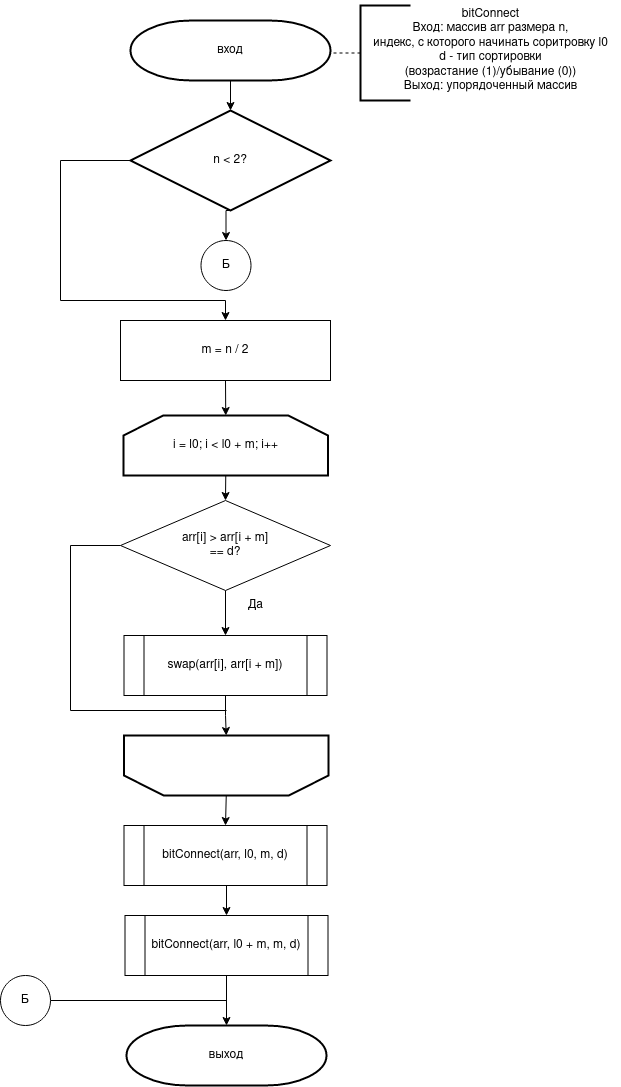 вход
bitConnect
Вход: массив arr размера n,
индекс, с которого начинать соритровку l0
d - тип сортировки
(возрастание (1)/убывание (0))
Выход: упорядоченный массив
n < 2?
Б
m = n / 2
i = l0; i < l0 + m; i++
arr[i] > arr[i + m]
== d?
Да
swap(arr[i], arr[i + m])
bitConnect(arr, l0, m, d)
bitConnect(arr, l0 + m, m, d)
Б
выход